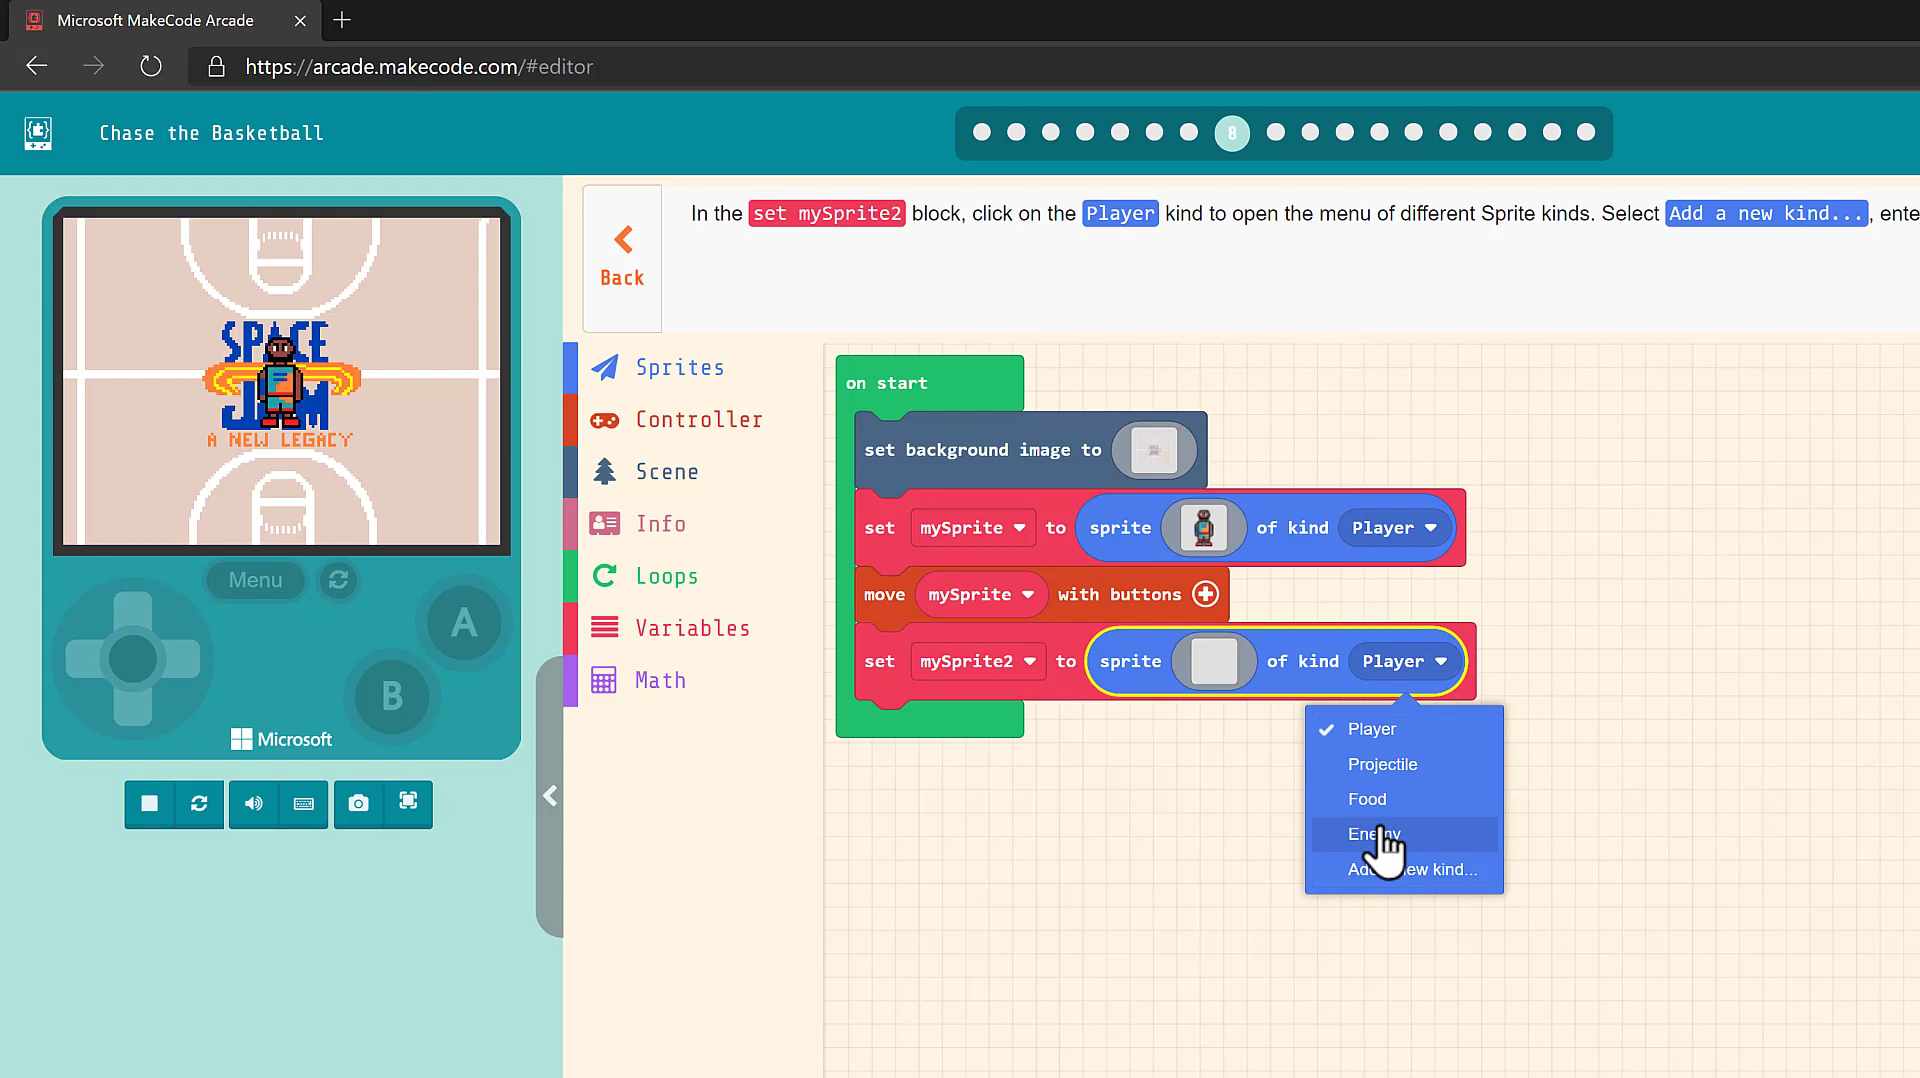 Microsoft MakeCode Arcade
https://arcade.makecode.com/#editor
Chase the Basketball
8
In the set mySprite2 block, click on the Player kind to open the menu of different Sprite kinds. Select Add a new kind..., ente
Back
SPACE
JAM
A NEW LEGACY
Menu
A
B
Microsoft
Sprites
Controller
Scene
Info
Loops
Variables
Math
on start
set background image to
set mySprite to sprite of kind Player
move mySprite with buttons
set mySprite2 to sprite of kind Player
Player
Projectile
Food
Enemy
Add new kind...